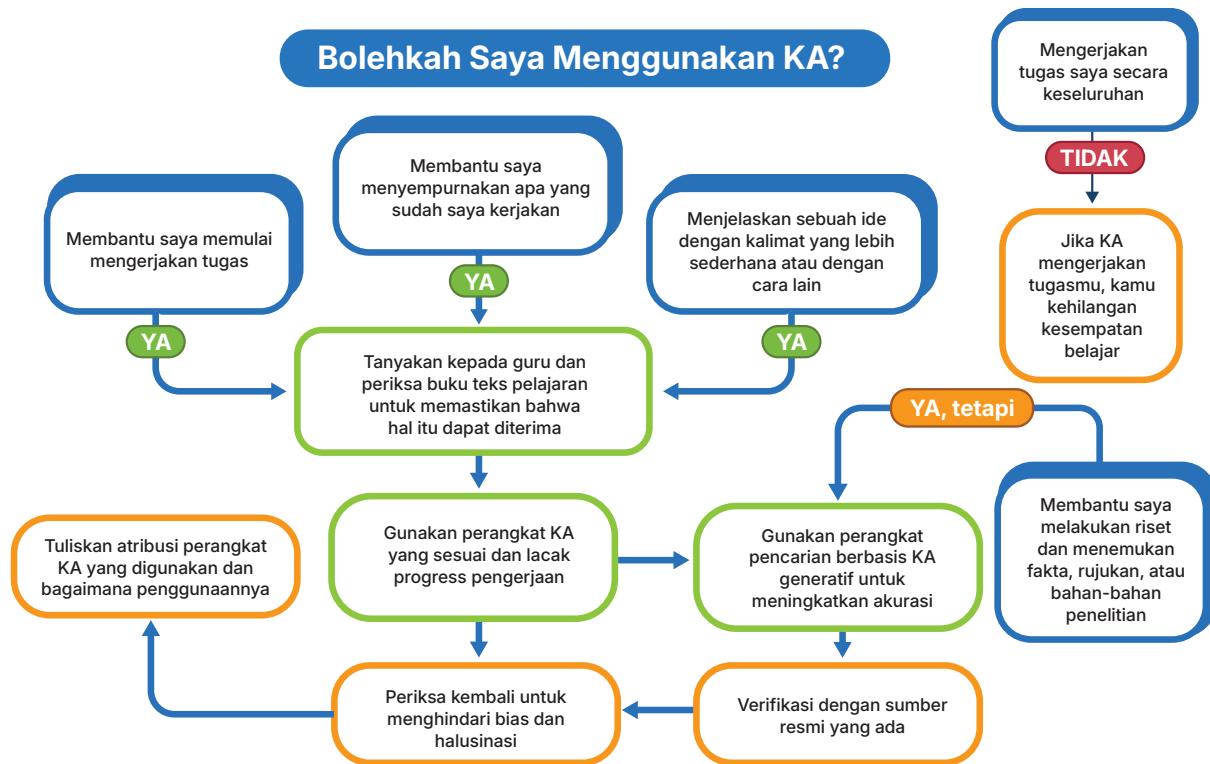 Bolehkah Saya Menggunakan KA?
Mengerjakan
tugas saya secara
keseluruhan
TIDAK
Jika KA
mengerjakan
tugasmu, kamu
kehilangan
kesempatan
belajar
Membantu saya memulai
mengerjakan tugas
YA
Membantu saya
menyempurnakan apa yang
sudah saya kerjakan
YA
Menjelaskan sebuah ide
dengan kalimat yang lebih
sederhana atau dengan
cara lain
YA
Tanyakan kepada guru dan
periksa buku teks pelajaran
untuk memastikan bahwa
hal itu dapat diterima
YA, tetapi
Membantu saya
melakukan riset
dan menemukan
fakta, rujukan, atau
bahan-bahan
penelitian
Gunakan perangkat KA
yang sesuai dan lacak
progress pengerjaan
Gunakan perangkat
pencarian berbasis KA
generatif untuk
meningkatkan akurasi
Tuliskan atribusi perangkat
KA yang digunakan dan
bagaimana penggunaannya
Periksa kembali untuk
menghindari bias dan
halusinasi
Verifikasi dengan sumber
resmi yang ada